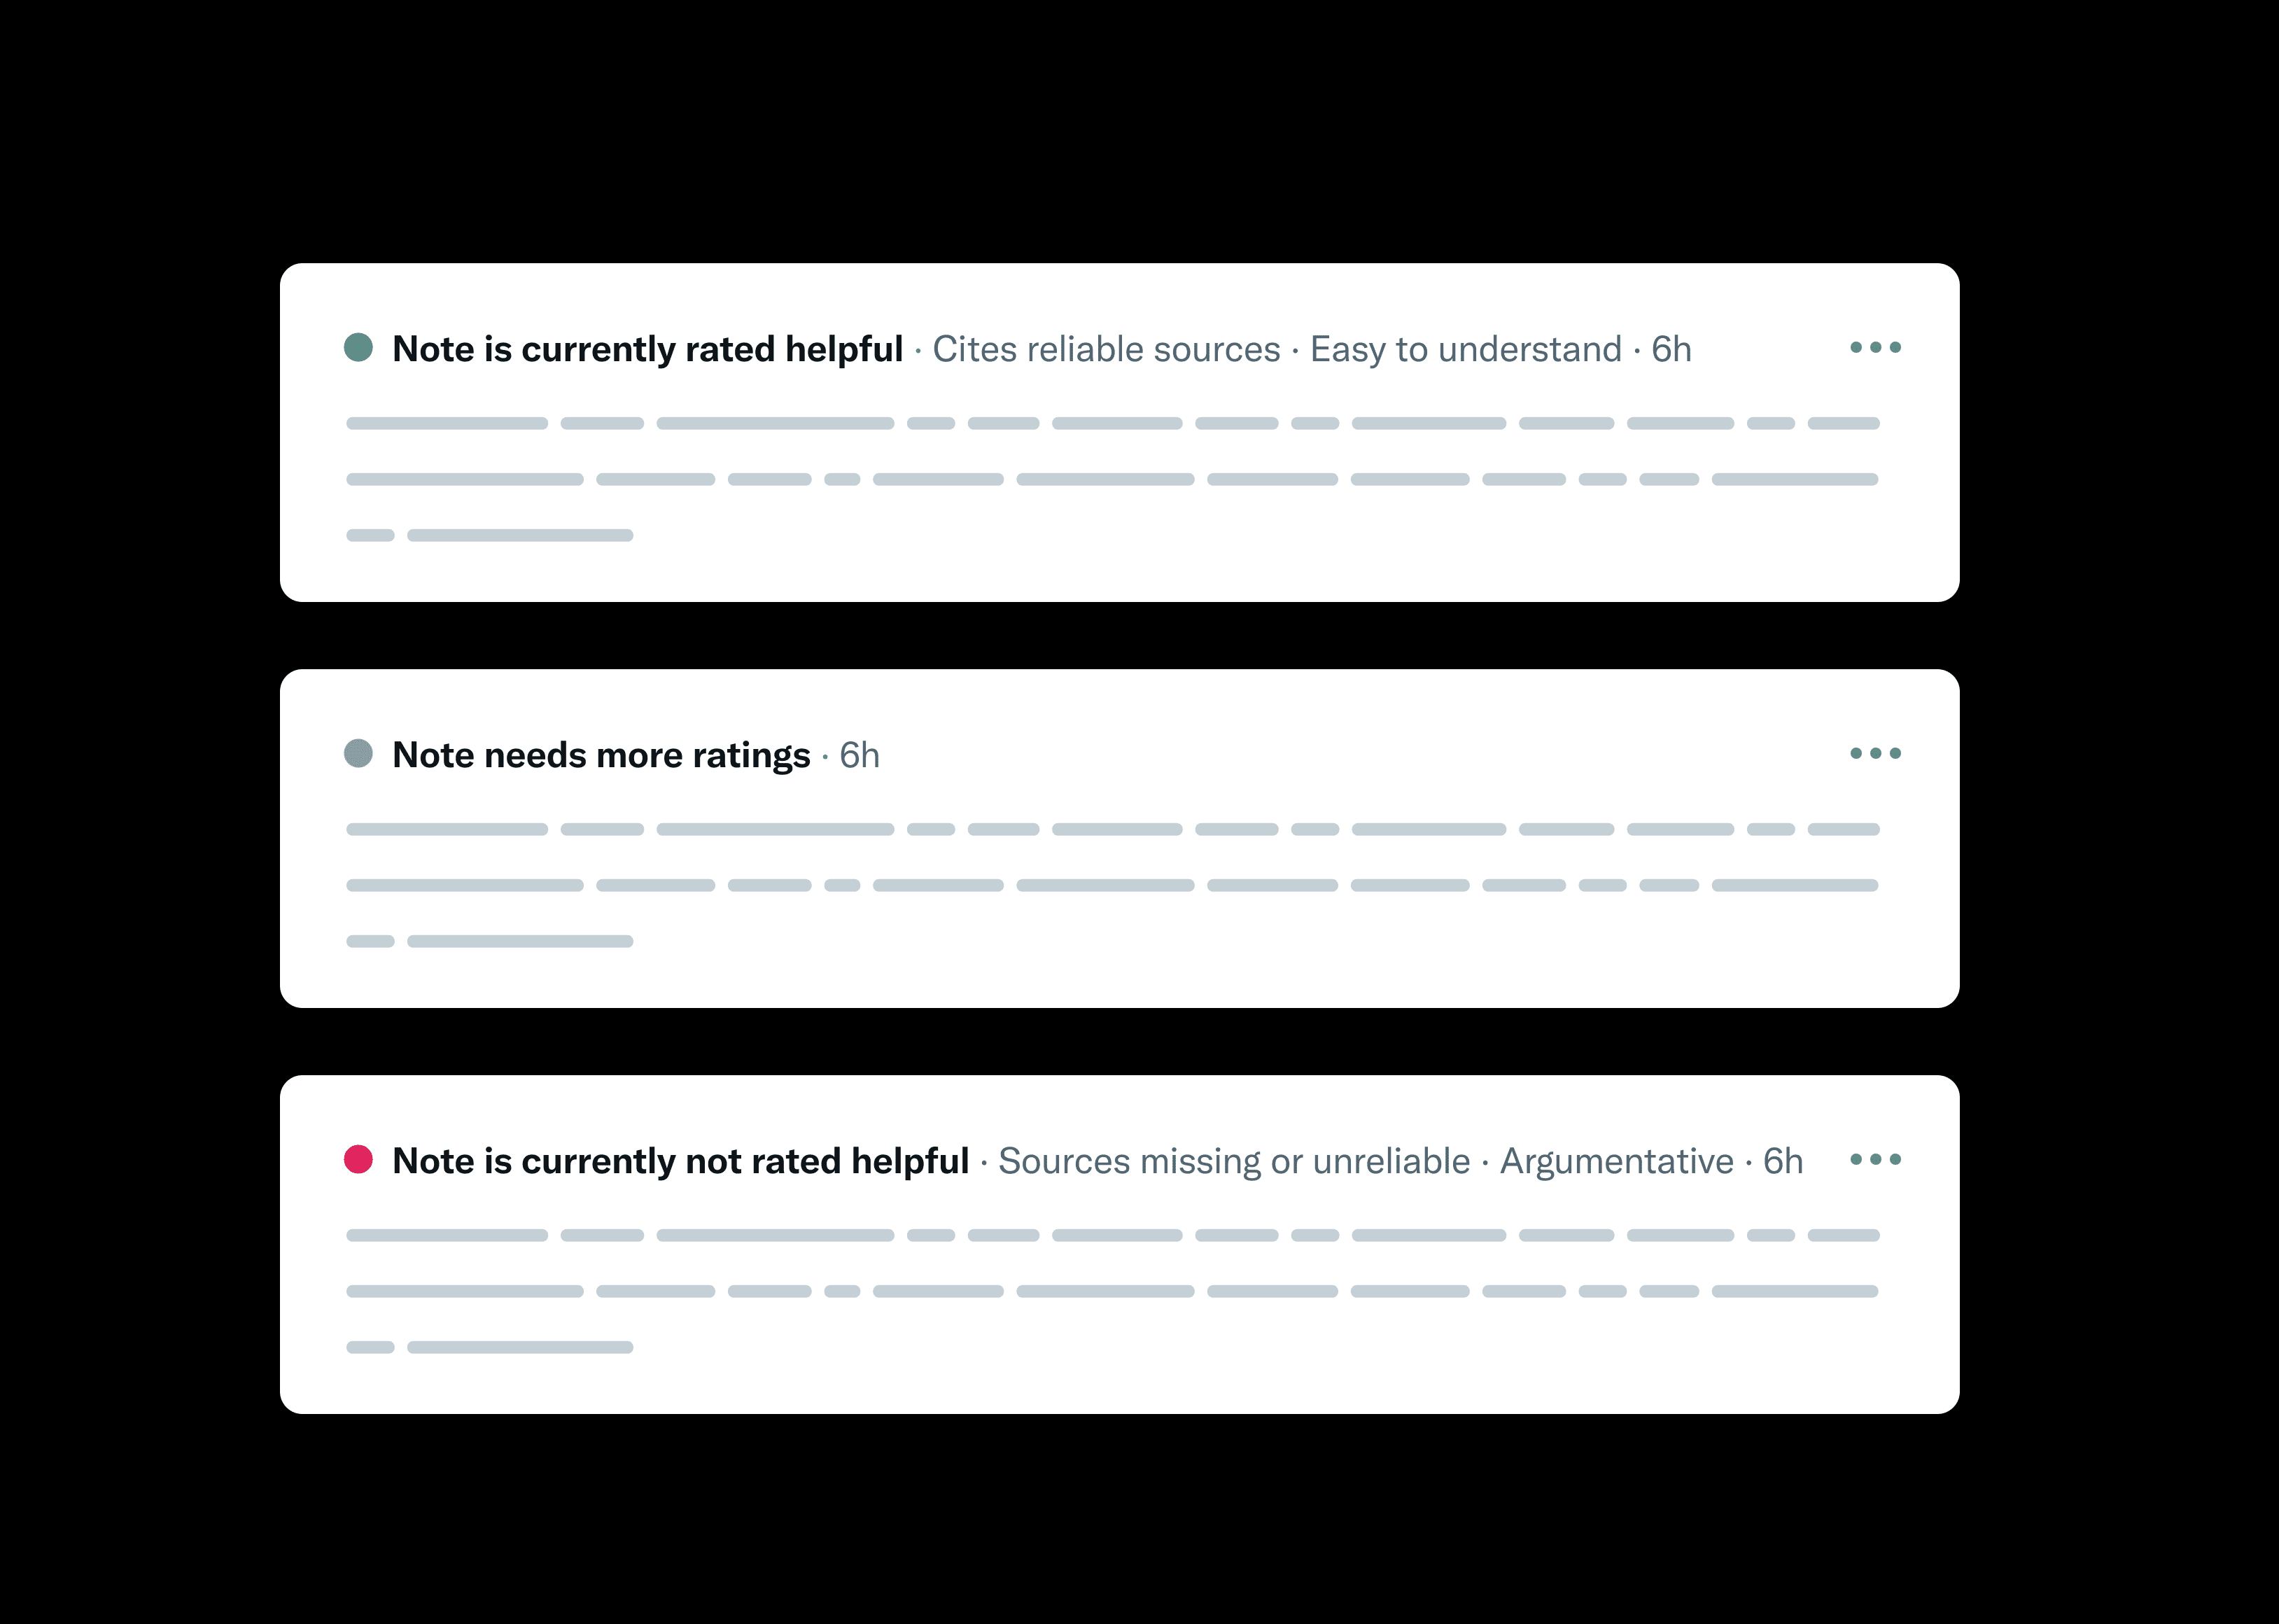 Note is currently rated helpful · Cites reliable sources · Easy to understand · 6h
Note needs more ratings · 6h
Note is currently not rated helpful · Sources missing or unreliable · Argumentative · 6h